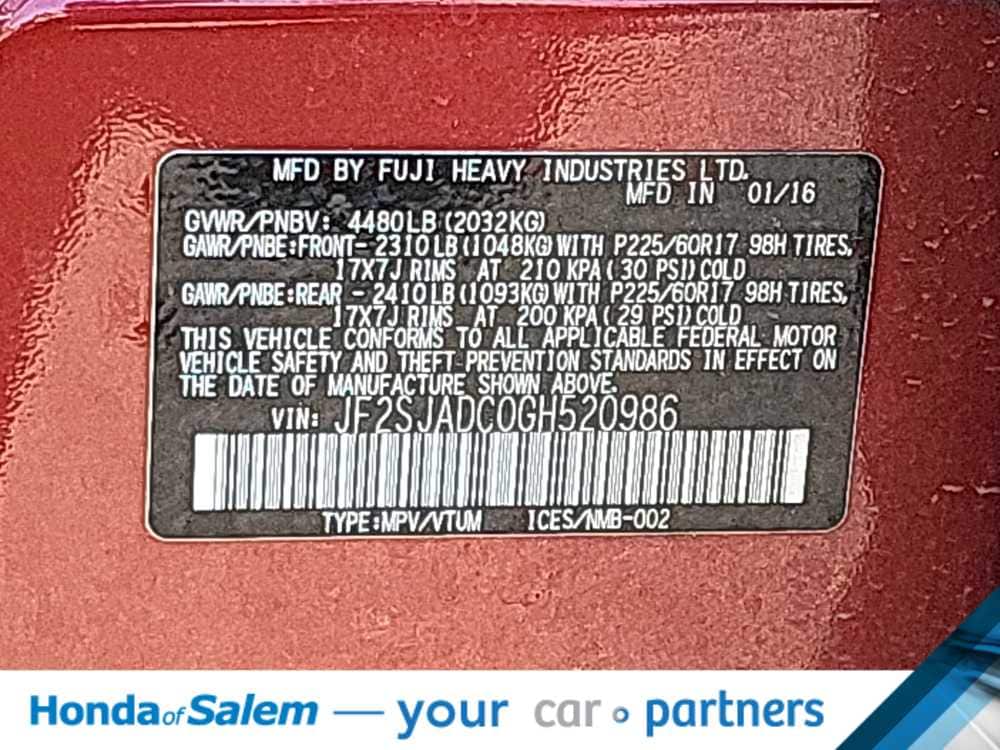 MFD BY FUJI HEAVY INDUSTRIES LTD.
MFD IN 01/16
GVWR/PNBV: 4480LB (2032KG)
GAWR/PNBE:FRONT- 2310LB (1048KG) WITH P225/60R17 98H TIRES,
17X7J RIMS AT 210 KPA ( 30 PSI) COLD
GAWR/PNBE:REAR - 2410LB (1093KG) WITH P225/60R17 98H TIRES,
17X7J RIMS AT 200 KPA ( 29 PSI) COLD
THIS VEHICLE CONFORMS TO ALL APPLICABLE FEDERAL MOTOR
VEHICLE SAFETY AND THEFT PREVENTION STANDARDS IN EFFECT ON
THE DATE OF MANUFACTURE SHOWN ABOVE.
VIN: JF2SJADC0GH520986
TYPE:MPV/VTUM ICES/NMB-002
Honda of Salem — your car partners